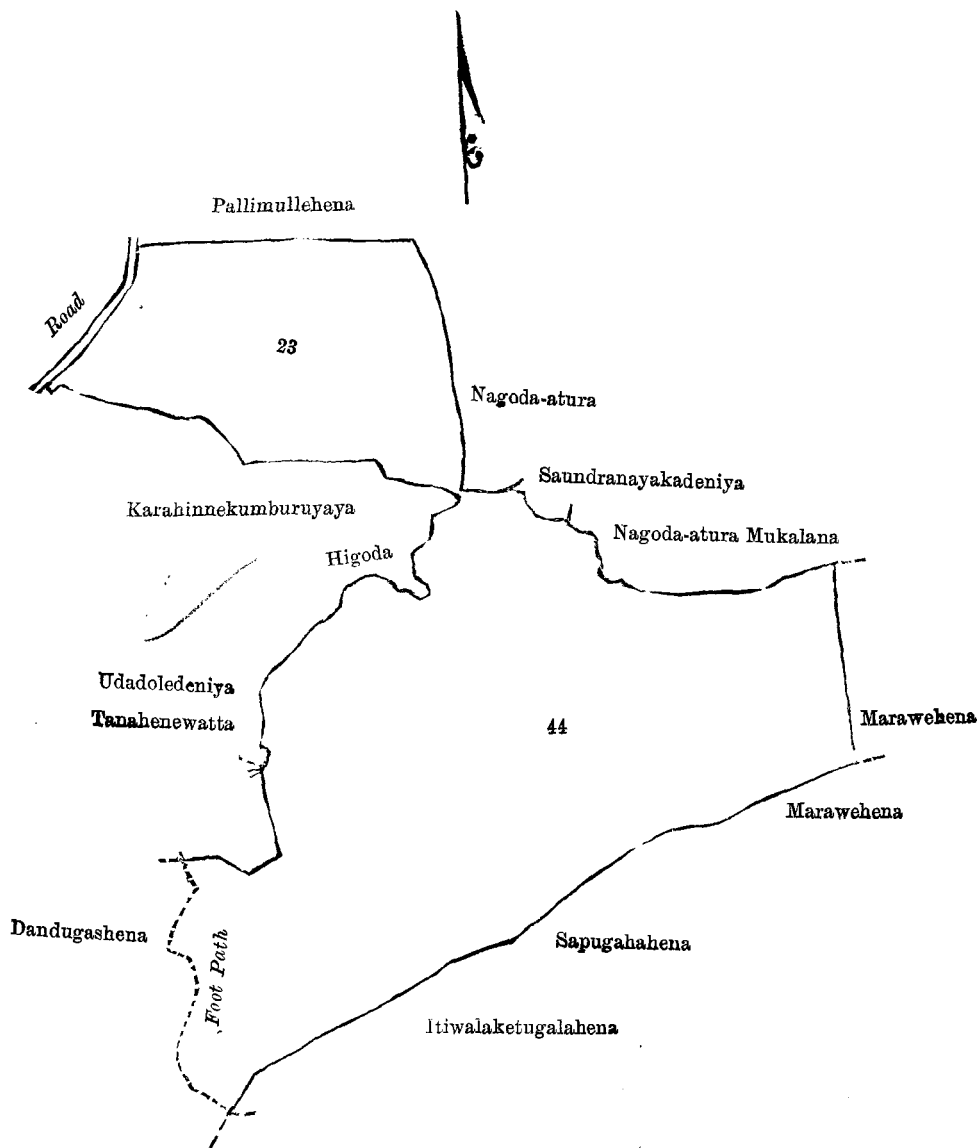 Pallimullehena
Road
23
Nagoda-atura
Saundranayakadeniya
Karahinnekumburuyaya
Nagoda-atura Mukalana
Higoda
Udadoledeniya
Tanahenewatta
44
Marawehena
Marawehena
Dandugashena
Sapugahahena
Foot Path
Itiwalaketugalahena